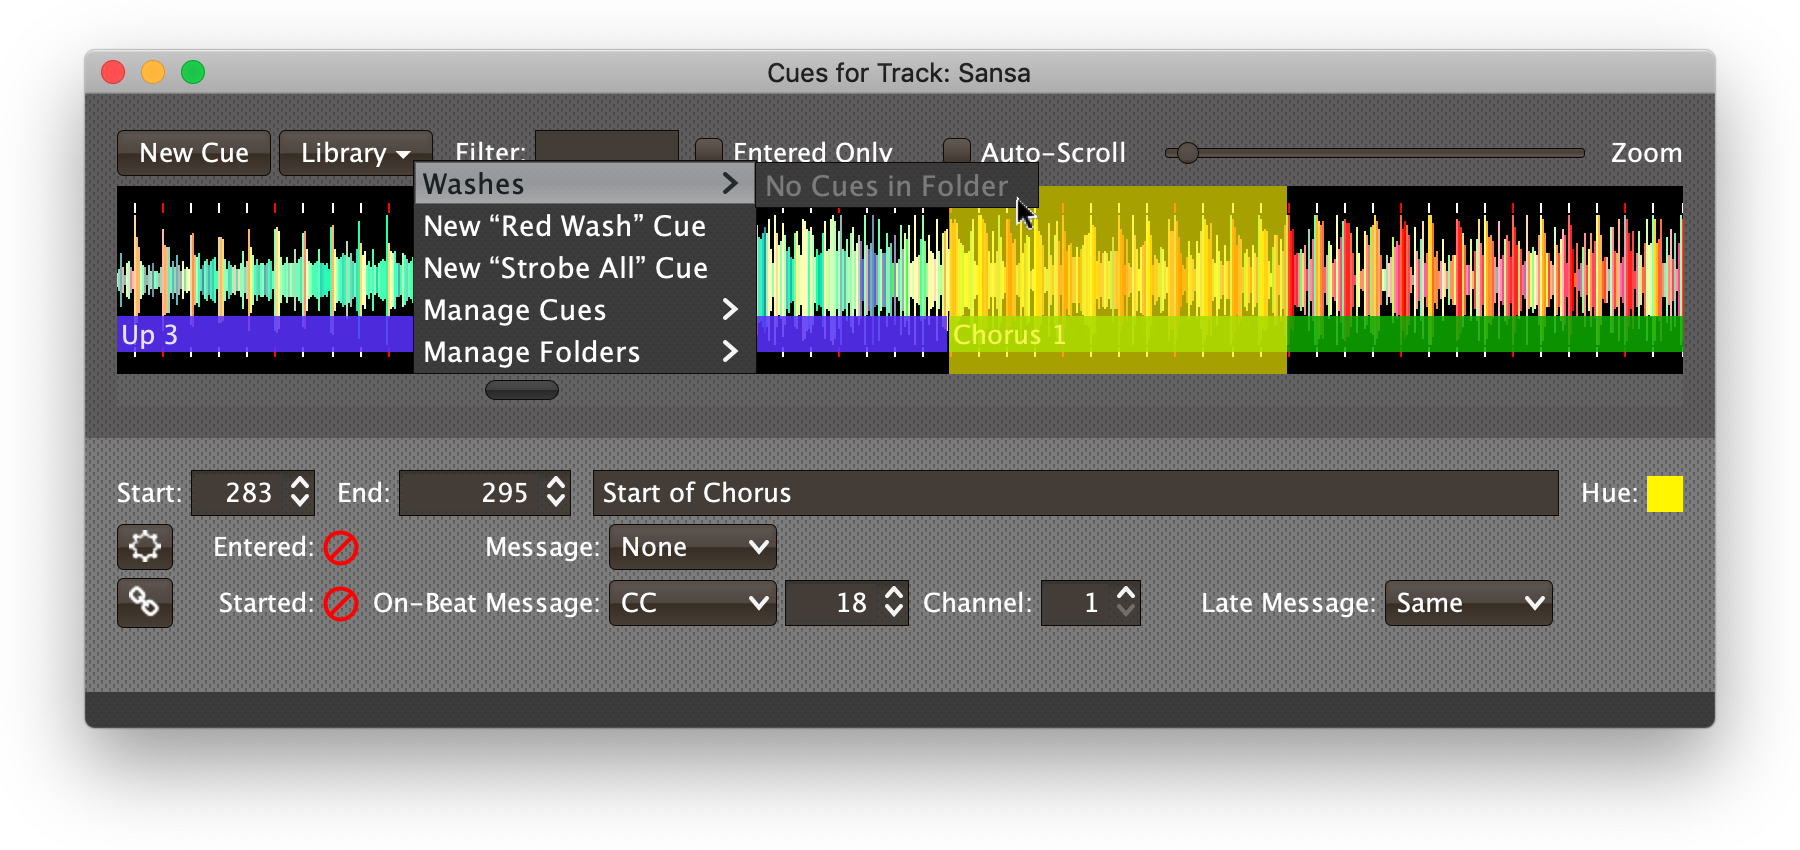 Cues for Track: Sansa
New Cue Library Filter: Entered Only Auto-Scroll Zoom
Washes No Cues in Folder
New “Red Wash” Cue
New “Strobe All” Cue
Manage Cues
Up 3 Chorus 1
Manage Folders
Start: 283 End: 295 Start of Chorus Hue:
Entered: Message: None
Started: On-Beat Message: CC 18 Channel: 1 Late Message: Same